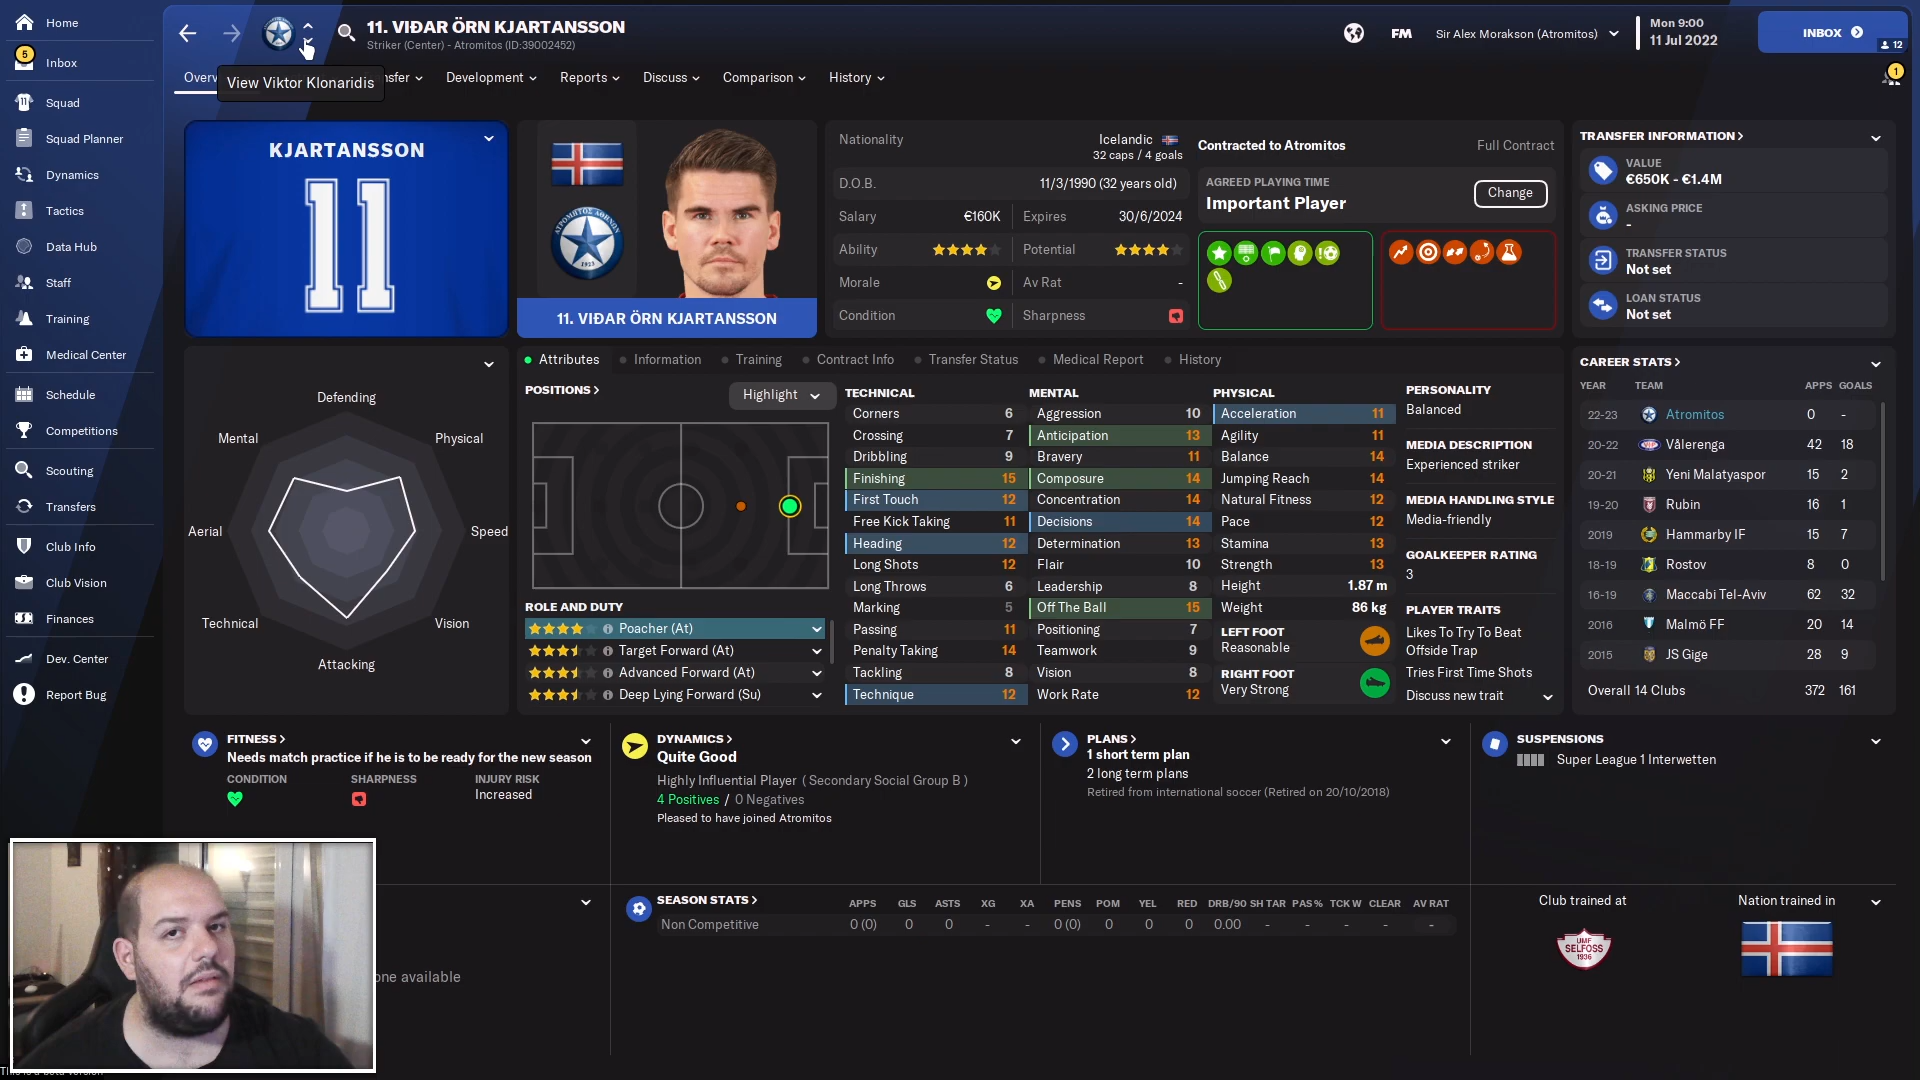 Home
5
Inbox
Squad
Squad Planner
Dynamics
Tactics
Data Hub
Staff
Training
Medical Center
Schedule
Competitions
Scouting
Transfers
Club Info
Club Vision
Finances
Dev. Center
Report Bug
11. VIÐAR ÖRN KJARTANSSON
Striker (Center) - Atromitos (ID:39002452)
FM
Sir Alex Morakson (Atromitos)
Mon 9:00
11 Jul 2022
INBOX
12
1
View Viktor Klonaridis
Development
Reports
Discuss
Comparison
History
KJARTANSSON
11
11. VIÐAR ÖRN KJARTANSSON
Nationality Icelandic
32 caps / 4 goals
D.O.B. 11/3/1990 (32 years old)
Salary €160K Expires 30/6/2024
Ability Potential
Morale Av Rat -
Condition Sharpness
Contracted to Atromitos Full Contract
AGREED PLAYING TIME
Important Player
Change
TRANSFER INFORMATION
VALUE
€650K - €1.4M
ASKING PRICE
-
TRANSFER STATUS
Not set
LOAN STATUS
Not set
Defending
Physical
Speed
Vision
Attacking
Technical
Aerial
Mental
Attributes Information Training Contract Info Transfer Status Medical Report History
POSITIONS
Highlight
ROLE AND DUTY
Poacher (At)
Target Forward (At)
Advanced Forward (At)
Deep Lying Forward (Su)
TECHNICAL
Corners 6
Crossing 7
Dribbling 9
Finishing 15
First Touch 12
Free Kick Taking 11
Heading 12
Long Shots 12
Long Throws 6
Marking 5
Passing 11
Penalty Taking 14
Tackling 8
Technique 12
MENTAL
Aggression 10
Anticipation 13
Bravery 11
Composure 14
Concentration 14
Decisions 14
Determination 13
Flair 10
Leadership 8
Off The Ball 15
Positioning 7
Teamwork 9
Vision 8
Work Rate 12
PHYSICAL
Acceleration 11
Agility 11
Balance 14
Jumping Reach 14
Natural Fitness 12
Pace 12
Stamina 13
Strength 13
Height 1.87 m
Weight 86 kg
LEFT FOOT
Reasonable
RIGHT FOOT
Very Strong
PERSONALITY
Balanced
MEDIA DESCRIPTION
Experienced striker
MEDIA HANDLING STYLE
Media-friendly
GOALKEEPER RATING
3
PLAYER TRAITS
Likes To Try To Beat
Offside Trap
Tries First Time Shots
Discuss new trait
CAREER STATS
YEAR TEAM APPS GOALS
22-23 Atromitos 0 -
20-22 Vålerenga 42 18
20-21 Yeni Malatyaspor 15 2
19-20 Rubin 16 1
2019 Hammarby IF 15 7
18-19 Rostov 8 0
16-19 Maccabi Tel-Aviv 62 32
2016 Malmö FF 20 14
2015 JS Gige 28 9
Overall 14 Clubs 372 161
FITNESS
Needs match practice if he is to be ready for the new season
CONDITION SHARPNESS INJURY RISK
Increased
DYNAMICS
Quite Good
Highly Influential Player ( Secondary Social Group B )
4 Positives / 0 Negatives
Pleased to have joined Atromitos
PLANS
1 short term plan
2 long term plans
Retired from international soccer (Retired on 20/10/2018)
SUSPENSIONS
Super League 1 Interwetten
SEASON STATS APPS GLS ASTS XG XA PENS POM YEL RED DRB/90 SH TAR PAS % TCK W CLEAR AV RAT
Non Competitive 0 (0) 0 0 - - 0 (0) 0 0 0 0.00 - - - - -
Club trained at
UMF
SELFOSS
1936
Nation trained in
available